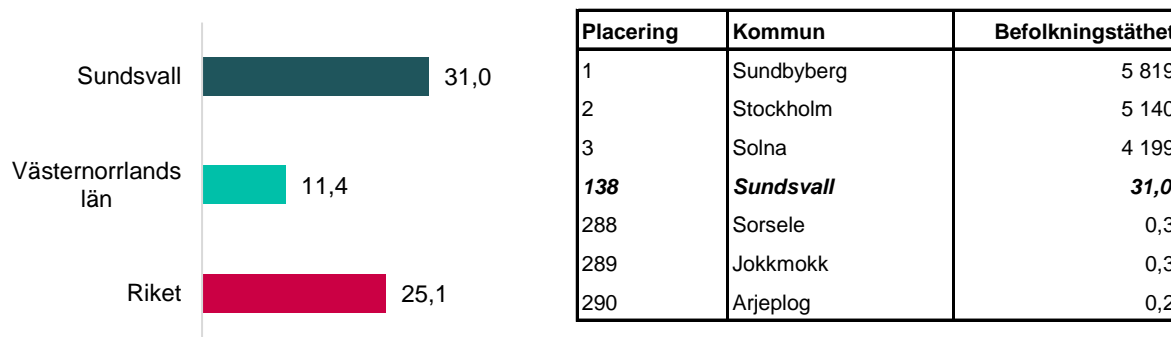 Sundsvall 31,0
Västernorrlands
län 11,4
Riket 25,1
Placering Kommun Befolkningstäthet
1 Sundbyberg 5 819
2 Stockholm 5 140
3 Solna 4 199
138 Sundsvall 31,0
288 Sorsele 0,3
289 Jokkmokk 0,3
290 Arjeplog 0,2